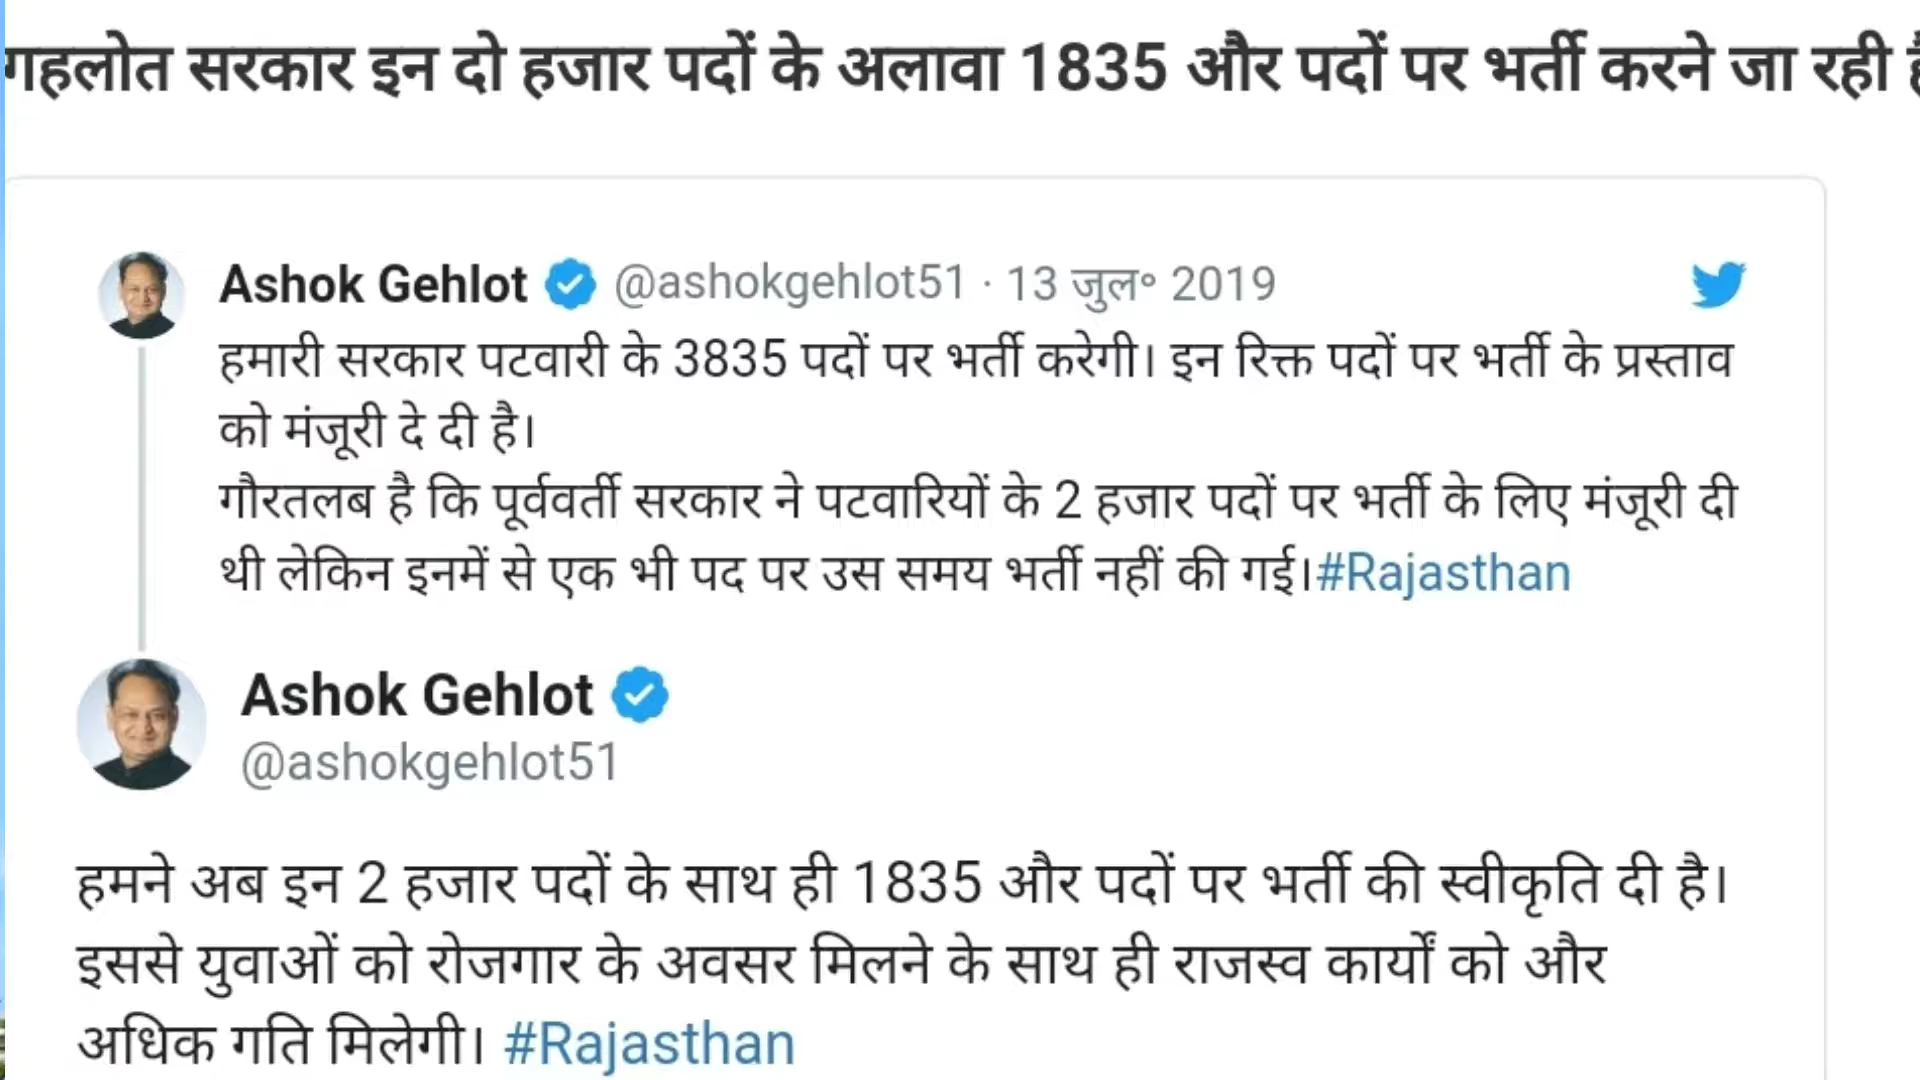 गहलोत सरकार इन दो हजार पदों के अलावा 1835 और पदों पर भर्ती करने जा रही
Ashok Gehlot @ashokgehlot51 · 13 जुल॰ 2019
हमारी सरकार पटवारी के 3835 पदों पर भर्ती करेगी। इन रिक्त पदों पर भर्ती के प्रस्ताव
को मंजूरी दे दी है।
गौरतलब है कि पूर्ववर्ती सरकार ने पटवारियों के 2 हजार पदों पर भर्ती के लिए मंजूरी दी
थी लेकिन इनमें से एक भी पद पर उस समय भर्ती नहीं की गई।#Rajasthan
Ashok Gehlot
@ashokgehlot51
हमने अब इन 2 हजार पदों के साथ ही 1835 और पदों पर भर्ती की स्वीकृति दी है।
इससे युवाओं को रोजगार के अवसर मिलने के साथ ही राजस्व कार्यों को और
अधिक गति मिलेगी। #Rajasthan